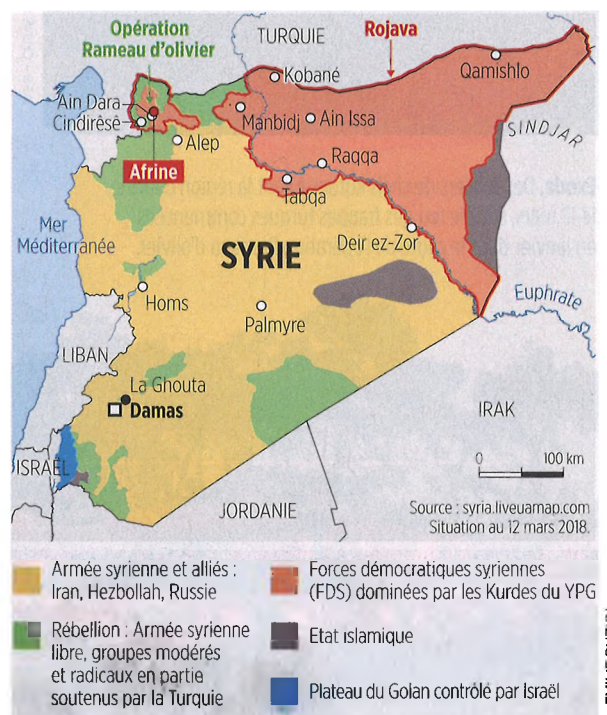 Opération
Rameau d'olivier
TURQUIE
Rojava
Kobané
Qamishlo
Ain Dara
Cindirêsê
Manbidj
Ain Issa
SINDJAR
Alep
Afrine
Raqqa
Tabqa
Mer
Méditerranée
SYRIE
Deir ez-Zor
Homs
Palmyre
Euphrate
LIBAN
La Ghouta
Damas
IRAK
ISRAËL
JORDANIE
0 100 km
Source : syria.liveuamap.com
Situation au 12 mars 2018.
Armée syrienne et alliés :
Iran, Hezbollah, Russie
Rébellion : Armée syrienne
libre, groupes modérés
et radicaux en partie
soutenus par la Turquie
Forces démocratiques syriennes
(FDS) dominées par les Kurdes du YPG
Etat islamique
Plateau du Golan contrôlé par Israël